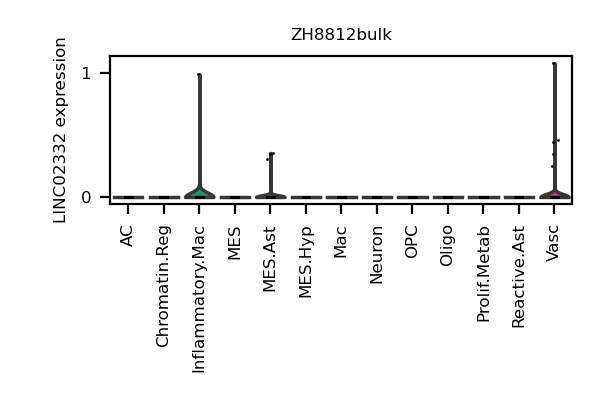 ZH8812bulk
LINC02332 expression
1
0
AC
Chromatin.Reg
Inflammatory.Mac
MES
MES.Ast
MES.Hyp
Mac
Neuron
OPC
Oligo
Prolif.Metab
Reactive.Ast
Vasc